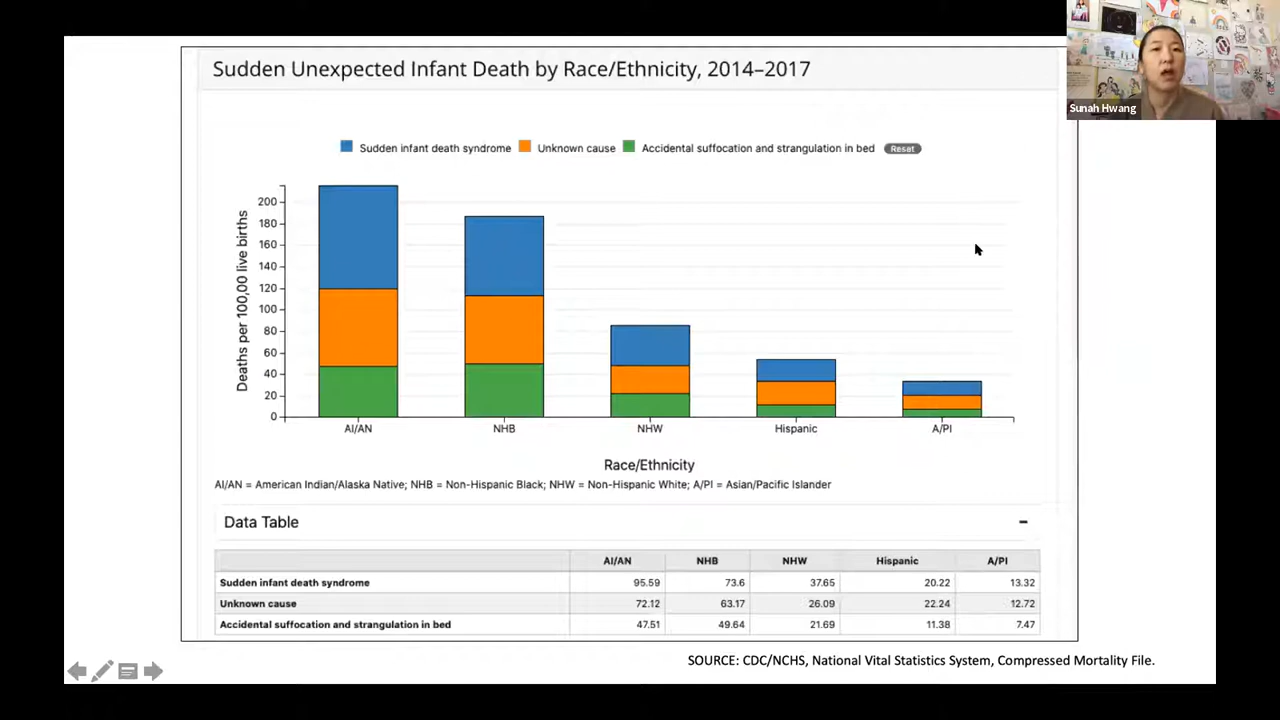 Sudden Unexpected Infant Death by Race/Ethnicity, 2014–2017
Sunah Hwang
Sudden infant death syndrome Unknown cause Accidental suffocation and strangulation in bed Reset
Deaths per 100,00 live births
200
180
160
140
120
100
80
60
40
20
0
AI/AN NHB NHW Hispanic A/PI
Race/Ethnicity
AI/AN = American Indian/Alaska Native; NHB = Non-Hispanic Black; NHW = Non-Hispanic White; A/PI = Asian/Pacific Islander
Data Table
AI/AN NHB NHW Hispanic A/PI
Sudden infant death syndrome 95.59 73.6 37.65 20.22 13.32
Unknown cause 72.12 63.17 26.09 22.24 12.72
Accidental suffocation and strangulation in bed 47.51 49.64 21.69 11.38 7.47
SOURCE: CDC/NCHS, National Vital Statistics System, Compressed Mortality File.